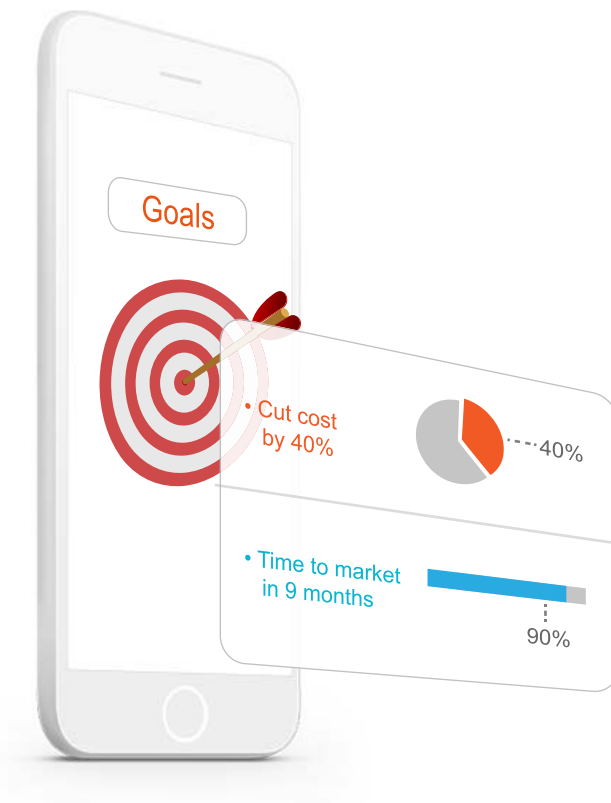 Goals
• Cut cost
by 40%
40%
• Time to market
in 9 months
90%